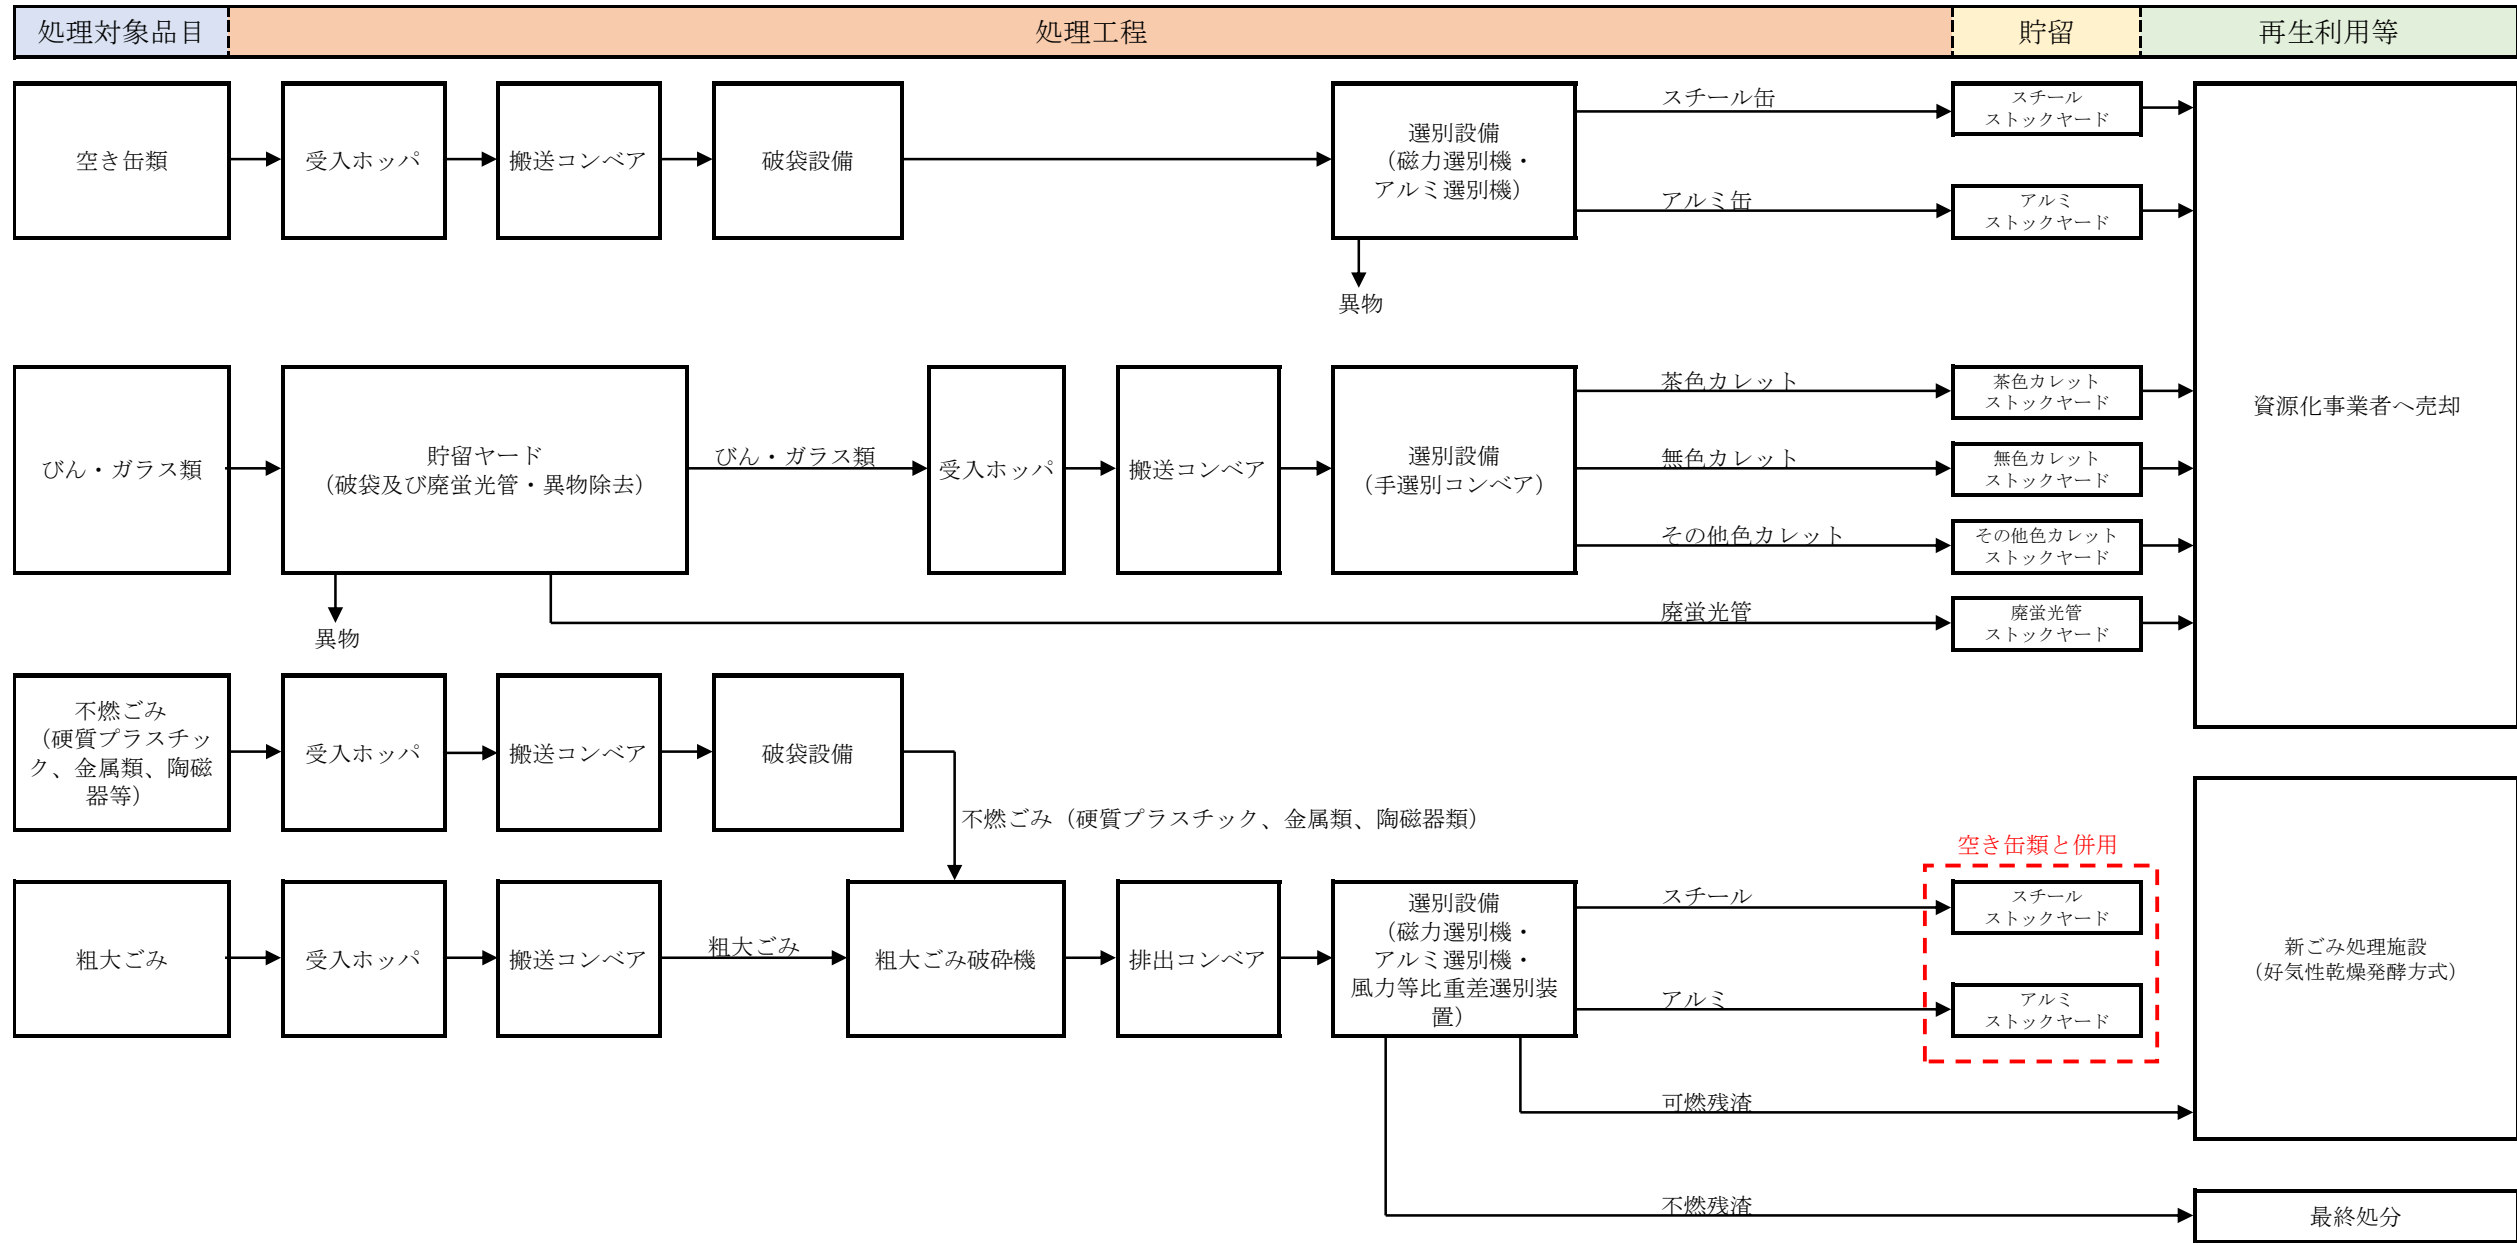 処理対象品目
処理工程
貯留
再生利用等
空き缶類
受入ホッパ
搬送コンベア
破袋設備
選別設備
（磁力選別機・
アルミ選別機）
スチール缶
アルミ缶
異物
スチール
ストックヤード
アルミ
ストックヤード
資源化事業者へ売却
びん・ガラス類
貯留ヤード
（破袋及び廃蛍光管・異物除去）
びん・ガラス類
受入ホッパ
搬送コンベア
選別設備
（手選別コンベア）
茶色カレット
無色カレット
その他色カレット
廃蛍光管
異物
茶色カレット
ストックヤード
無色カレット
ストックヤード
その他色カレット
ストックヤード
廃蛍光管
ストックヤード
不燃ごみ
（硬質プラスチッ
ク、金属類、陶磁
器等）
受入ホッパ
搬送コンベア
破袋設備
不燃ごみ（硬質プラスチック、金属類、陶磁器類）
粗大ごみ
受入ホッパ
搬送コンベア
粗大ごみ
粗大ごみ破砕機
排出コンベア
選別設備
（磁力選別機・
アルミ選別機・
風力等比重差選別装
置）
スチール
アルミ
可燃残渣
不燃残渣
空き缶類と併用
スチール
ストックヤード
アルミ
ストックヤード
新ごみ処理施設
（好気性乾燥発酵方式）
最終処分